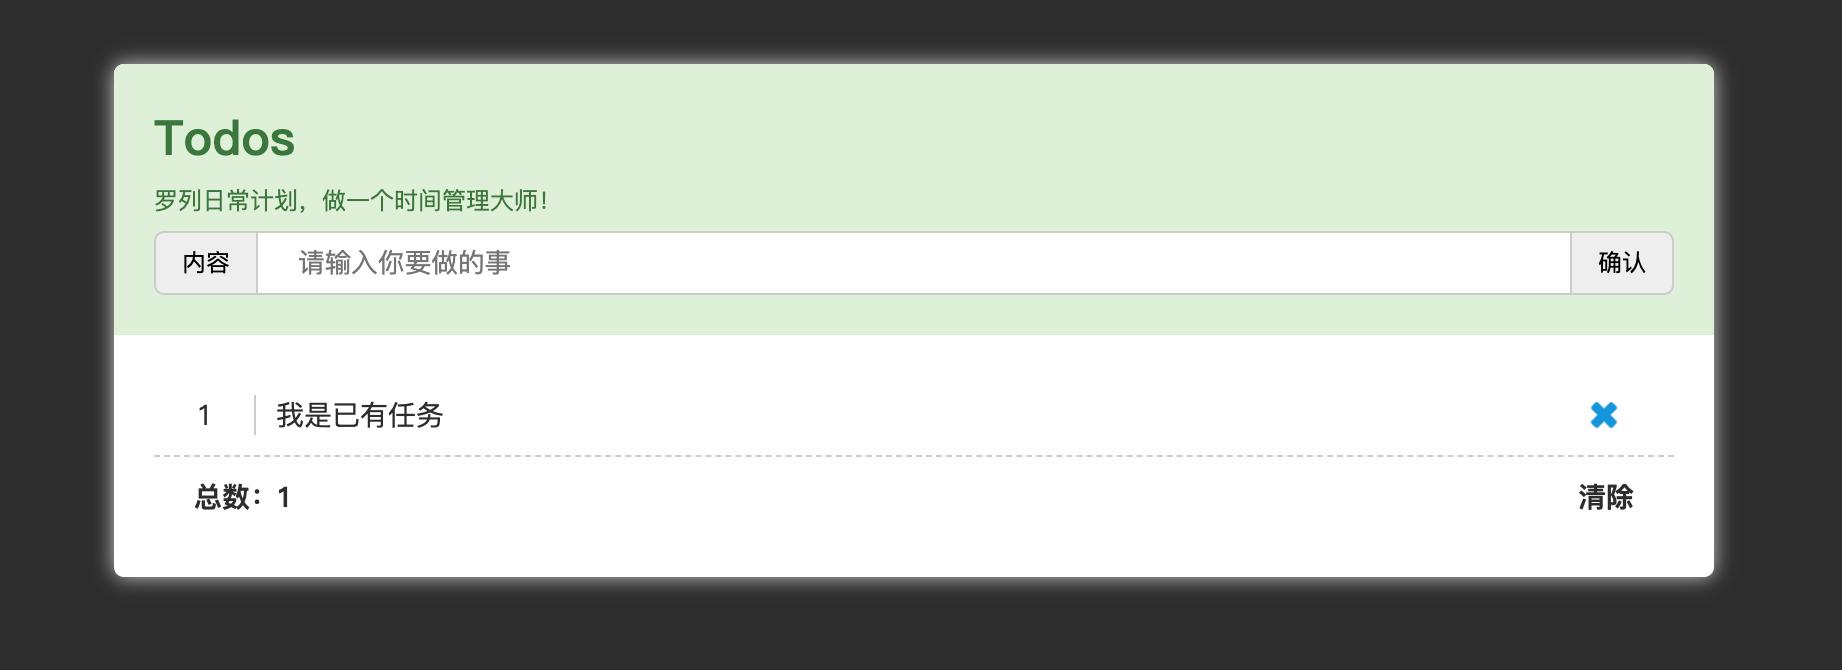 Todos
罗列日常计划，做一个时间管理大师！
内容 请输入你要做的事 确认
1 我是已有任务
总数：1 清除